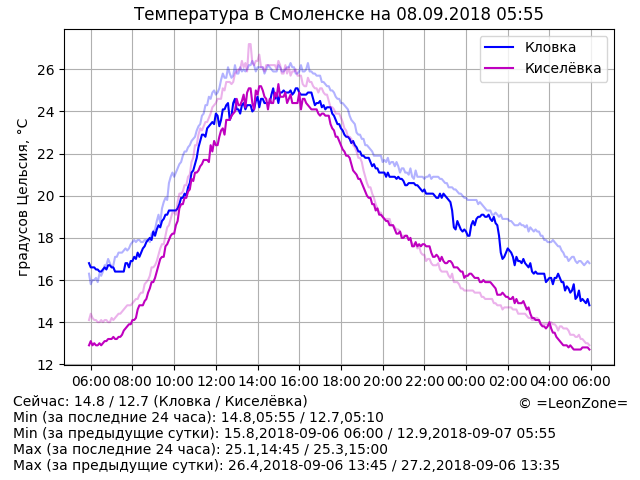 Температура в Смоленске на 08.09.2018 05:55
Кловка
Киселёвка
градусов Цельсия, °C
26
24
22
20
18
16
14
12
06:00 08:00 10:00 12:00 14:00 16:00 18:00 20:00 22:00 00:00 02:00 04:00 06:00
Сейчас: 14.8 / 12.7 (Кловка / Киселёвка)
© =LeonZone=
Min (за последние 24 часа): 14.8,05:55 / 12.7,05:10
Min (за предыдущие сутки): 15.8,2018-09-06 06:00 / 12.9,2018-09-07 05:55
Max (за последние 24 часа): 25.1,14:45 / 25.3,15:00
Max (за предыдущие сутки): 26.4,2018-09-06 13:45 / 27.2,2018-09-06 13:35